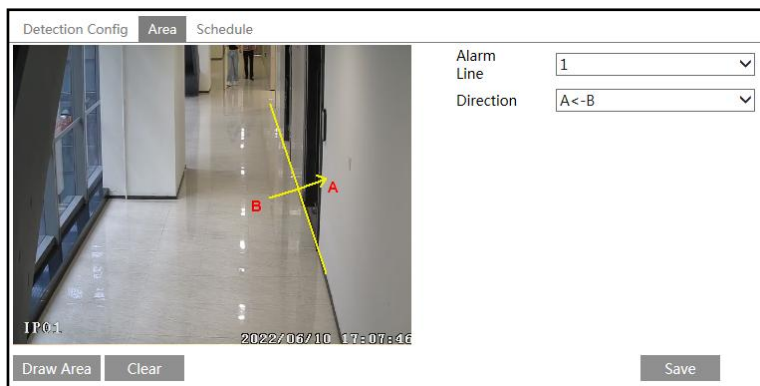 Detection Config Area Schedule
Alarm
Line
1
Direction
A<-B
A
B
IP01
2022/06/10 17:07:46
Draw Area Clear Save